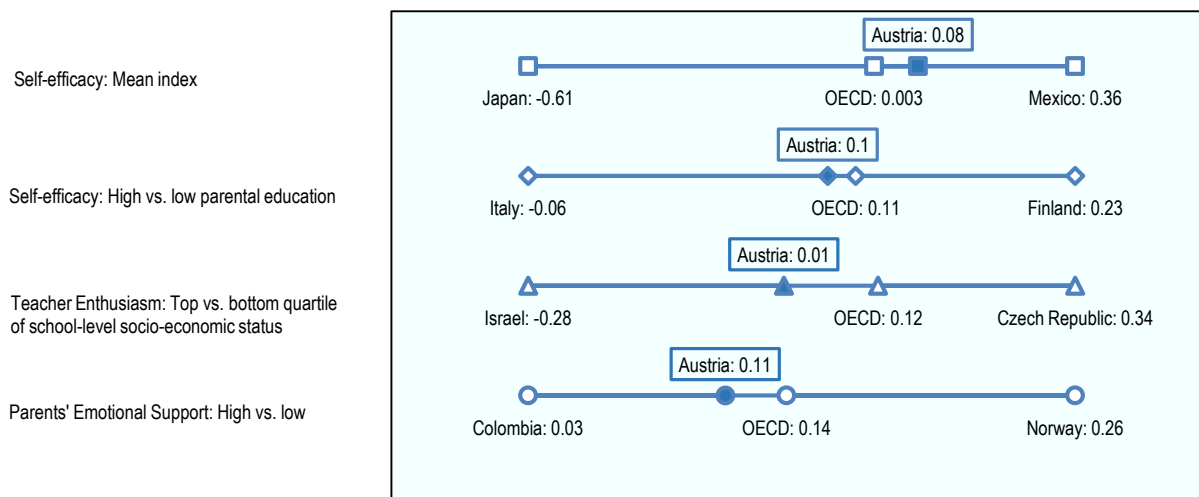 Austria: 0.08
Self-efficacy: Mean index
Japan: -0.61 OECD: 0.003 Mexico: 0.36
Austria: 0.1
Self-efficacy: High vs. low parental education
Italy: -0.06 OECD: 0.11 Finland: 0.23
Austria: 0.01
Teacher Enthusiasm: Top vs. bottom quartile
of school-level socio-economic status
Israel: -0.28 OECD: 0.12 Czech Republic: 0.34
Austria: 0.11
Parents' Emotional Support: High vs. low
Colombia: 0.03 OECD: 0.14 Norway: 0.26